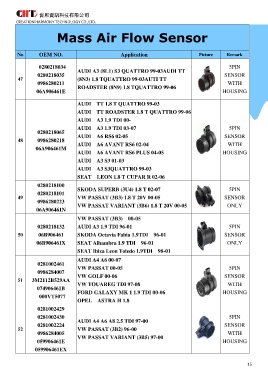 CHT 創和資訊科技有限公司
CREATION HARMONY TECHNOLOGY CO.,LTD.
Mass Air Flow Sensor
No OEM NO. Application Picture Remark
47
0280218034
0280218035
0986280211
06A906461E
AUDI A3 (8L1) S3 QUATTRO 99-03AUDI TT
(8N3) 1.8 TQUATTRO 99-03AUTI TT
ROADSTER (8N9) 1.8 TQUATTRO 99-06
5PIN
SENSOR
WITH
HOUSING
48
0280218065
0986280218
06A906461M
AUDI TT 1.8 T QUATTRO 99-03
AUDI TT ROADSTER 1.8 T QUATTRO 99-06
AUDI A3 1.9 TDI 00-
AUDI A3 1.9 TDI 03-07
AUDI A6 RS6 02-05
AUDI A6 AVANT RS6 02-04
AUDI A6 AVANT RS6 PLUS 04-05
AUDI A3 S3 01-03
AUDI A3 S3QUATTRO 99-03
SEAT LEON 1.8 T CUPAR R 02-06
5PIN
SENSOR
WITH
HOUSING
49
0280218100
0280218101
0986280223
06A906461N
SKODA SUPERB (3U4) 1.8 T 02-07
VW PASSAT (3B3) 1.8 T 20V 00-05
VW PASSAT VARIANT (3B6) 1.8 T 20V 00-05
5PIN
SENSOR
ONLY
50
0280218152
06B906461
06B906461X
VW PASSAT (3B3) 00-05
AUDI A3 1.9 TDI 96-01
SKODA Octavia Fabia 1.9TDI 96-01
SEAT Alhambra 1.9 TDI 96-01
SEAT Ibiza Leon Toledo 1.9TDI 98-01
5PIN
SENSOR
ONLY
51
0281002461
0986284007
3M2112B529AA
074906461B
000VT5077
AUDI A4 A6 00-07
VW PASSAT 00-05
VW GOLF 00-06
VW TOUAREG TDI 97-08
FORD GALAXY MK 1 1.9 TDI 00-06
OPEL ASTRA H 1.8
5PIN
SENSOR
WITH
HOUSING
52
0281002429
0281002430
0281002224
0986284005
059906461E
059906461EX
AUDI A4 A6 A8 2.5 TDI 97-00
VW PASSAT (3B2) 96-00
VW PASSAT VARIANT (3B5) 97-00
5PIN
SENSOR
WITH
HOUSING